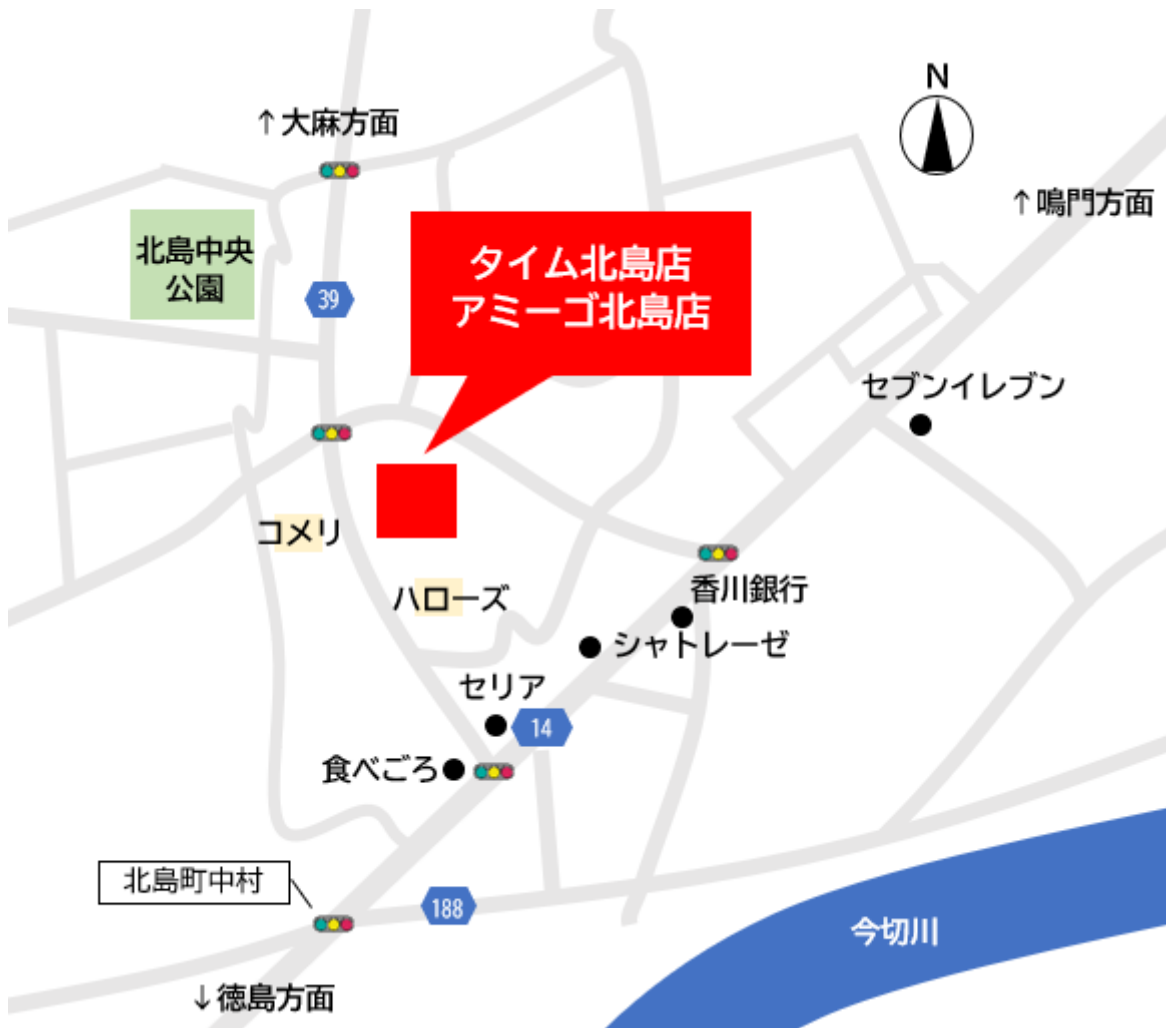 N
↑大麻方面
↑鳴門方面
北島中央
公園
タイム北島店
アミーゴ北島店
39
セブンイレブン
コメリ
ハローズ
香川銀行
シャトレーゼ
セリア
14
食べごろ
北島町中村
188
今切川
↓徳島方面